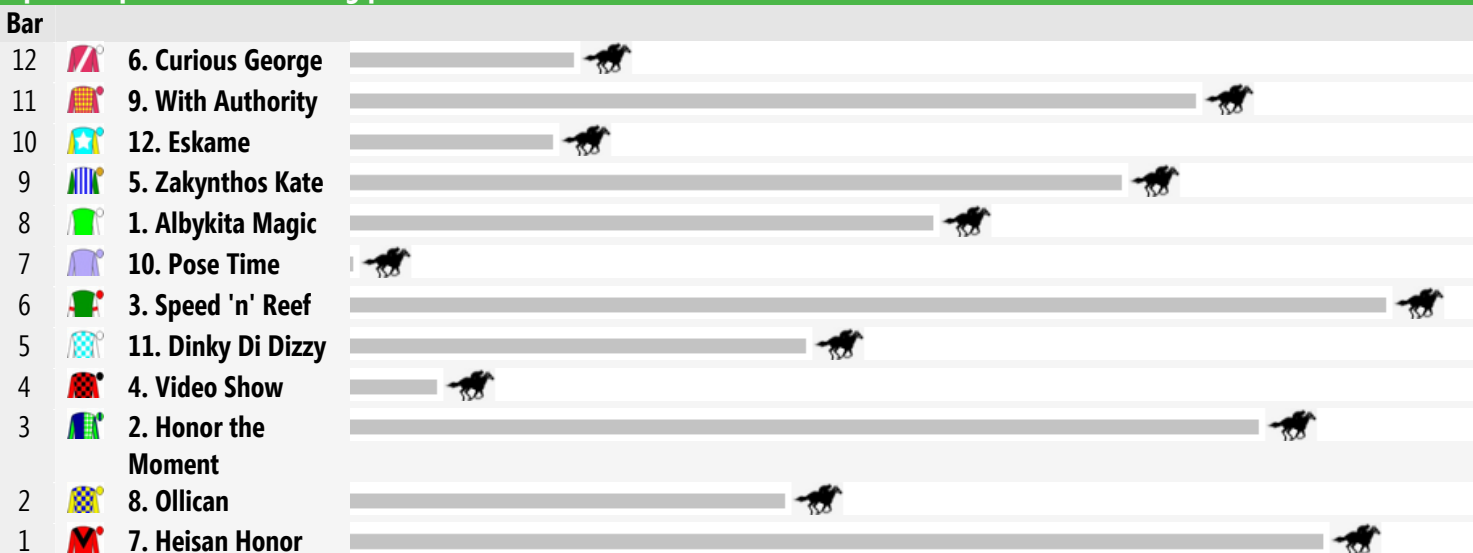 Bar
12 6. Curious George
11 9. With Authority
10 12. Eskame
9 5. Zakynthos Kate
8 1. Albykita Magic
7 10. Pose Time
6 3. Speed 'n' Reef
5 11. Dinky Di Dizzy
4 4. Video Show
3 2. Honor the
Moment
2 8. Ollican
1 7. Heisan Honor